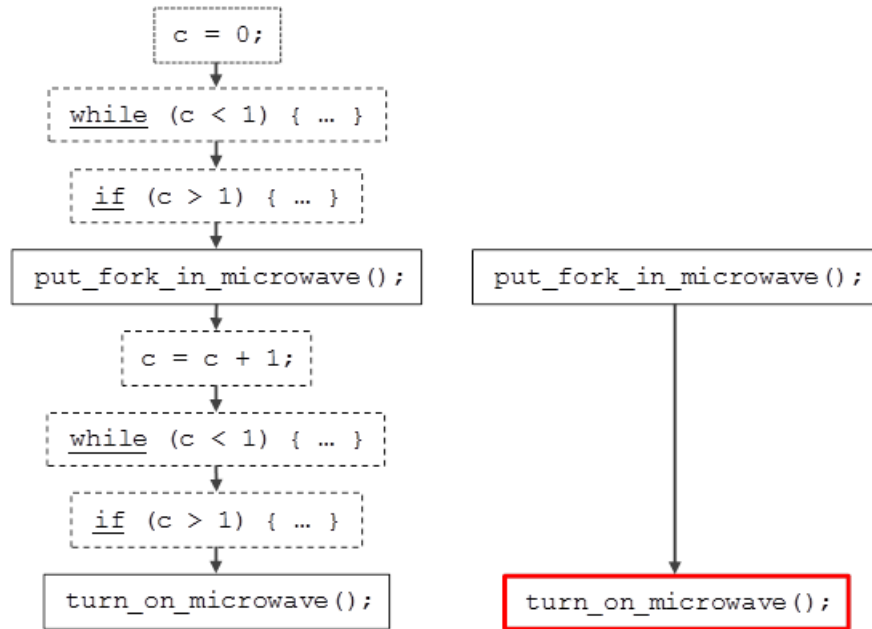 c = 0;
while (c < 1) { … }
if (c > 1) { … }
put_fork_in_microwave();
c = c + 1;
while (c < 1) { … }
if (c > 1) { … }
turn_on_microwave();
put_fork_in_microwave();
turn_on_microwave();